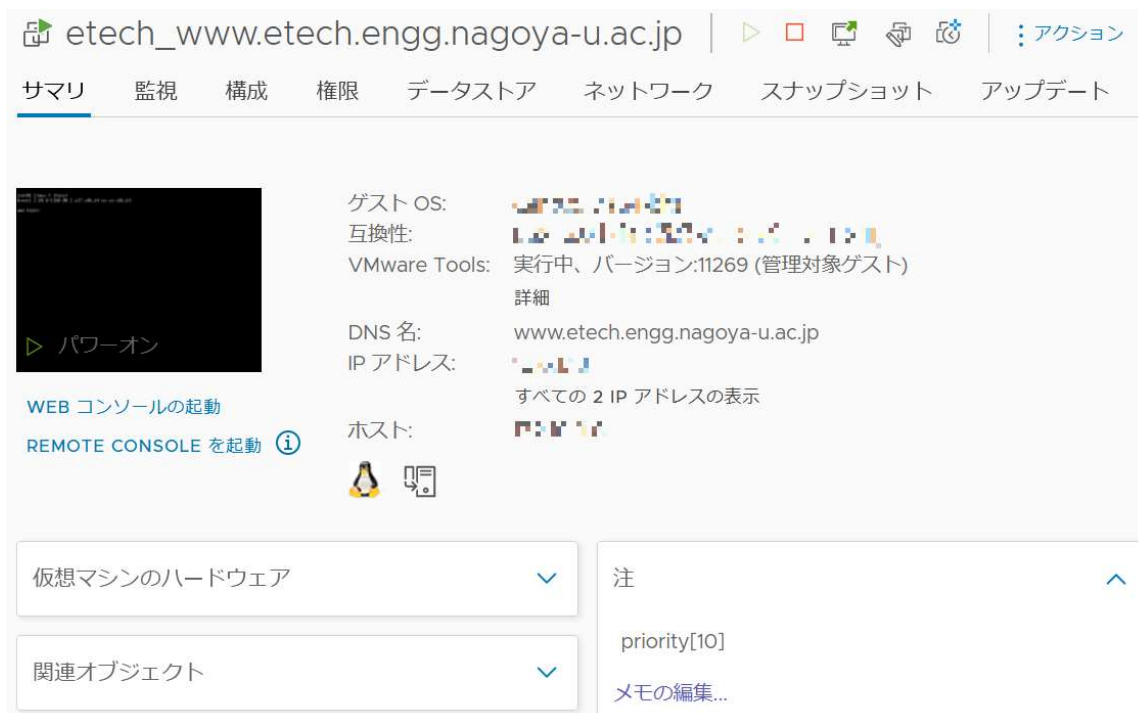 etech_www.etech.engg.nagoya-u.ac.jp
アクション
サマリ 監視 構成 権限 データストア ネットワーク スナップショット アップデート
ゲスト OS:
互換性:
VMware Tools: 実行中、バージョン:11269 (管理対象ゲスト)
詳細
DNS 名: www.etech.engg.nagoya-u.ac.jp
IP アドレス:
すべての 2 IP アドレスの表示
ホスト:
パワーオン
WEB コンソールの起動
REMOTE CONSOLE を起動
仮想マシンのハードウェア
関連オブジェクト
注
priority[10]
メモの編集...